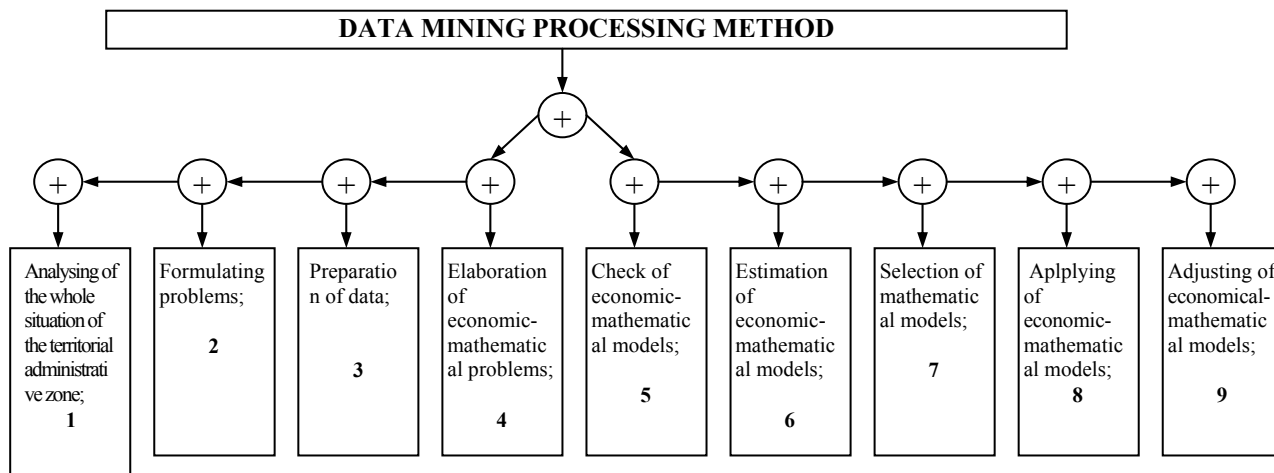 DATA MINING PROCESSING METHOD
+
+
+
+
+
+
+
+
+
+
Analysing of
the whole
situation of
the territorial
administrati
ve zone;
1
Formulating
problems;
2
Preparatio
n of data;
3
Elaboration
of
economic-
mathematic
al problems;
4
Check of
economic-
mathematic
al models;
5
Estimation
of
economic-
mathematic
al models;
6
Selection of
mathematic
al models;
7
Aplplying
of
economic-
mathematic
al models;
8
Adjusting of
economical-
mathematic
al models;
9